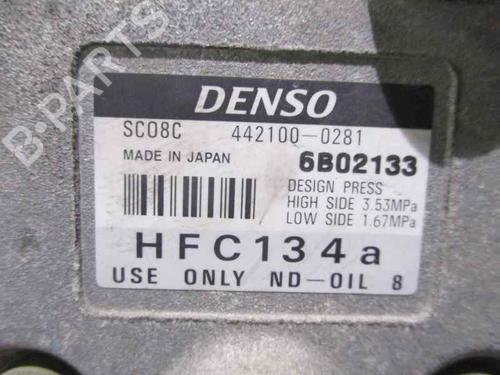 DENSO
SC08C 442100-0281
MADE IN JAPAN 6B02133
DESIGN PRESS
HIGH SIDE 3.53MPa
LOW SIDE 1.67MPa
HFC134a
USE ONLY ND-OIL 8
B-PARTS